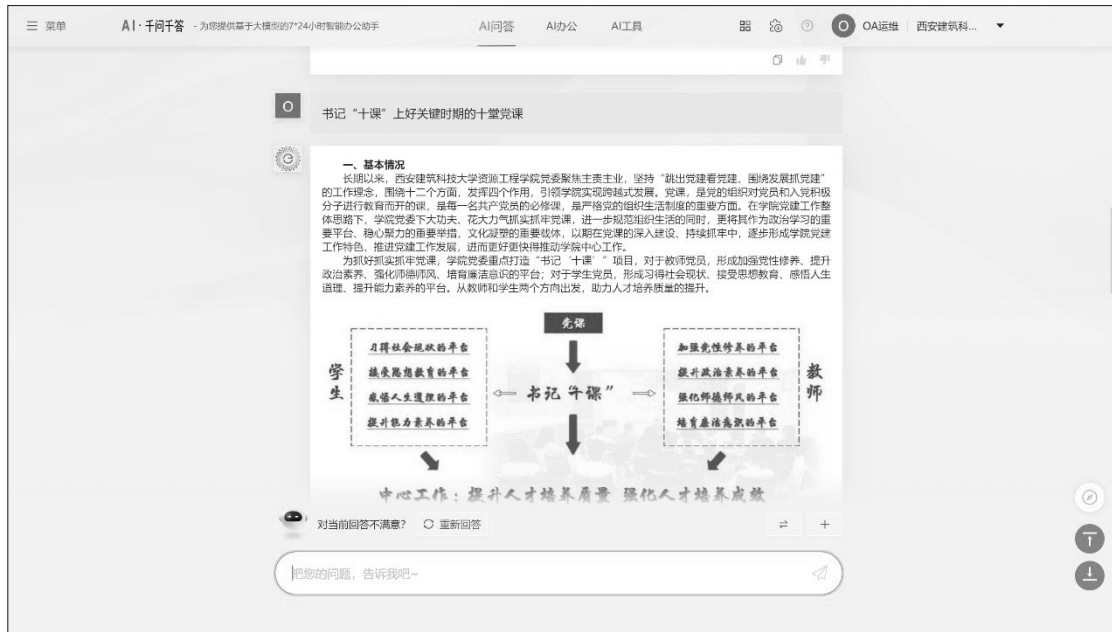 菜单
AI·千问千答 - 为您提供基于大模型的7*24小时智能办公助手
AI问答 AI办公 AI工具
O OA运维 西安建筑科...
O
书记“十课”上好关键时期的十堂党课
一、基本情况
长期以来，西安建筑科技大学资源工程学院党委聚焦主责主业，坚持“跳出党建看党建、围绕发展抓党建”
的工作理念，围绕十二个方面，发挥四个作用，引领学院实现跨越式发展。党课，是党的组织对党员和入党积极
分子进行教育而开的课，是每一名共产党员的必修课，是严格党的组织生活制度的重要方面。在学院党建工作整
体思路下，学院党委下大功夫、花大力气抓实抓牢党课，进一步规范组织生活的同时，更将其作为政治学习的重
要平台、稳心聚力的重要举措，文化凝塑的重要载体，以期在党课的深入建设、持续抓牢中，逐步形成学院党建
工作特色，推进党建工作发展，进而更好更快得推动学院中心工作。
为抓好抓实抓牢党课，学院党委重点打造“书记‘十课’”项目，对于教师党员，形成加强党性修养、提升
政治素养、强化师德师风、培育廉洁意识的平台；对于学生党员，形成习得社会现状、接受思想教育、感悟人生
道理、提升能力素养的平台。从教师和学生两个方向出发，助力人才培养质量的提升。
党课
学生
习得社会现状的平台
接受思想教育的平台
感悟人生道理的平台
提升能力素养的平台
书记“十课”
加强党性修养的平台
提升政治素养的平台
强化师德师风的平台
培育廉洁意识的平台
教师
中心工作：提升人才培养质量 强化人才培养成效
对当前回答不满意？ 重新回答
把您的问题，告诉我吧~